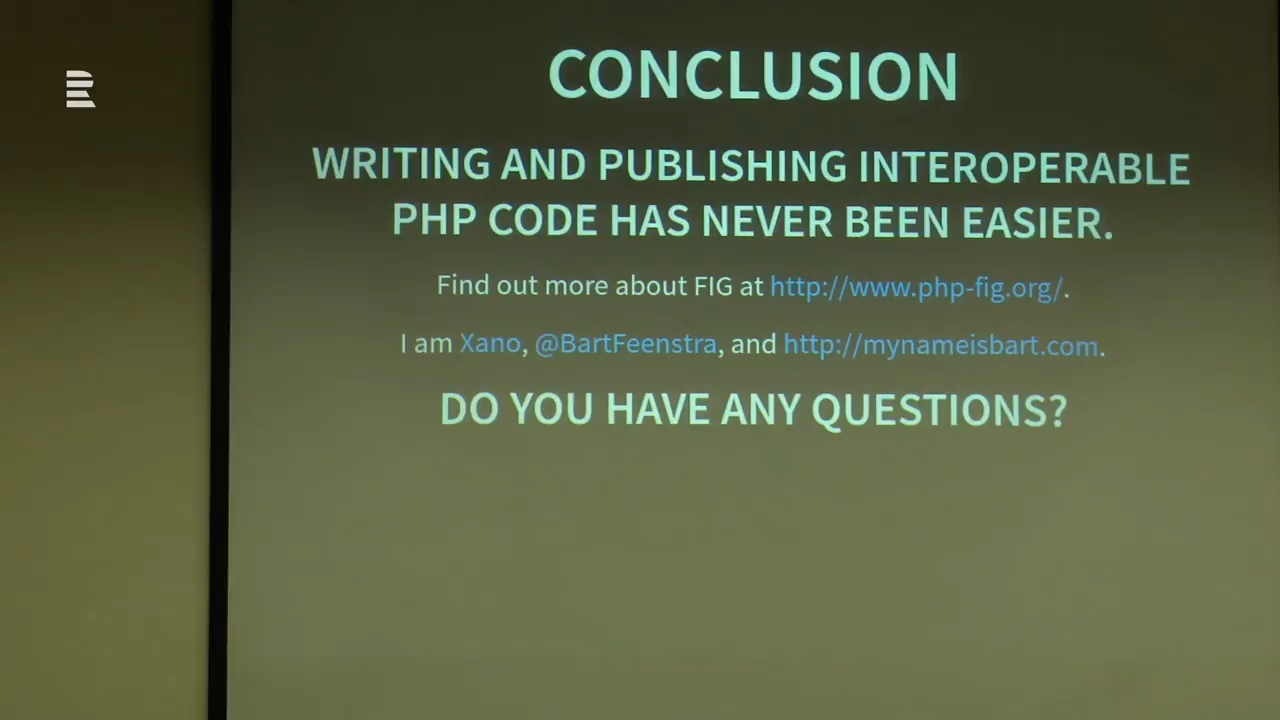 CONCLUSION
WRITING AND PUBLISHING INTEROPERABLE
PHP CODE HAS NEVER BEEN EASIER.
Find out more about FIG at http://www.php-fig.org/.
I am Xano, @BartFeenstra, and http://mynameisbart.com.
DO YOU HAVE ANY QUESTIONS?